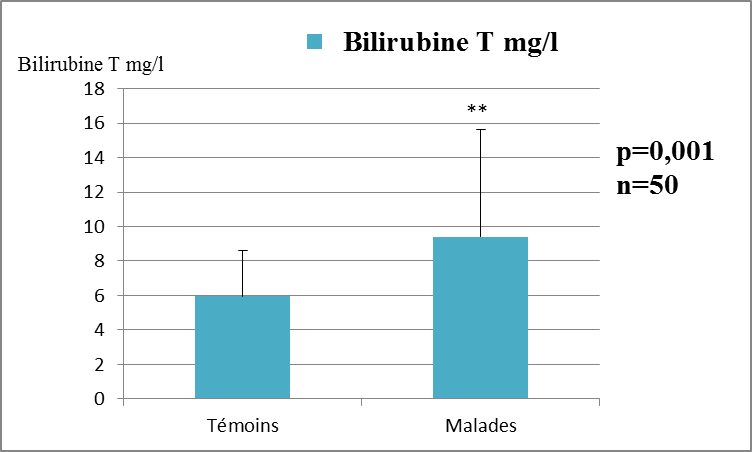 Bilirubine T mg/l
Bilirubine T mg/l
18
16
14
12
10
8
6
4
2
0
**
p=0,001
n=50
Témoins Malades